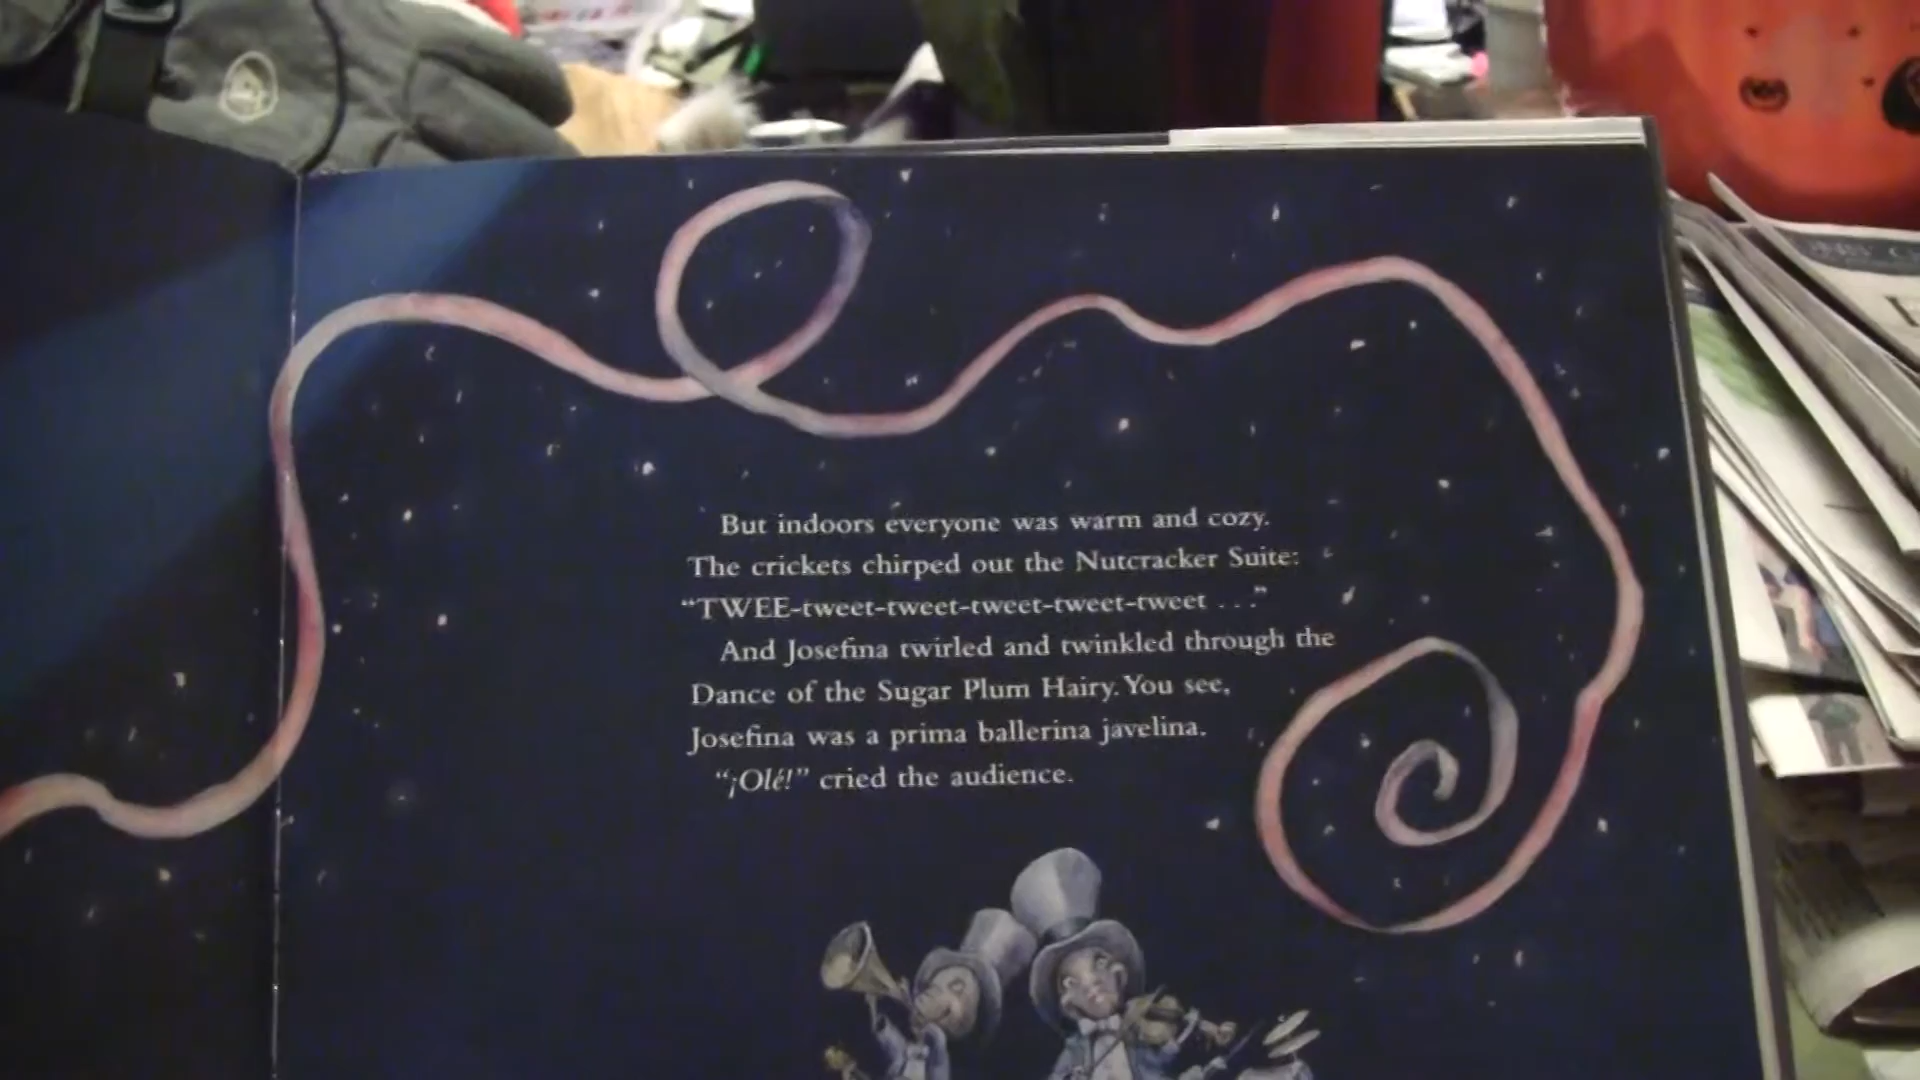 But indoors everyone was warm and cozy.
The crickets chirped out the Nutcracker Suite:
“TWEE-tweet-tweet-tweet-tweet-tweet . . .”
And Josefina twirled and twinkled through the
Dance of the Sugar Plum Hairy. You see,
Josefina was a prima ballerina javelina.
“¡Olé!” cried the audience.